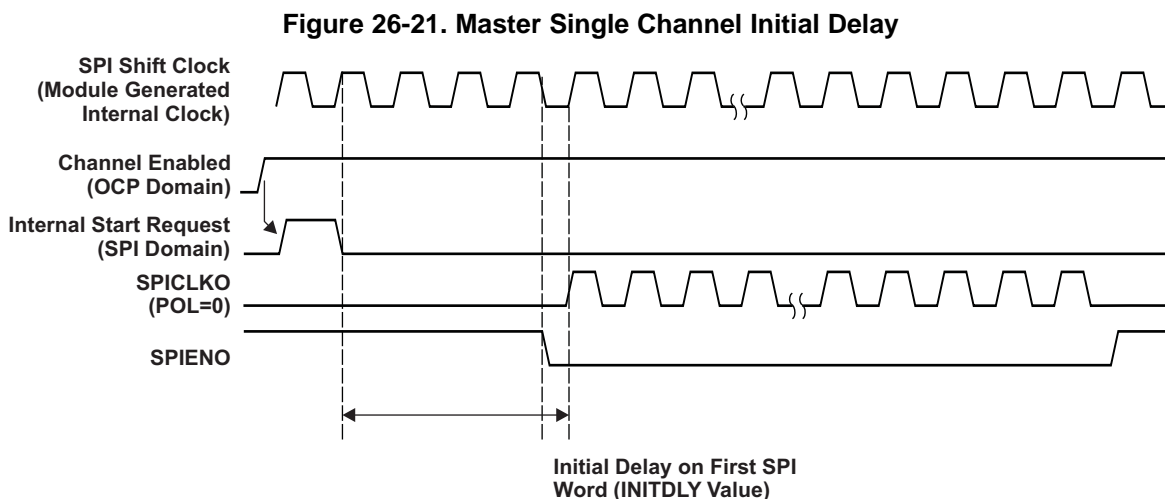 Figure 26-21. Master Single Channel Initial Delay
SPI Shift Clock
(Module Generated
Internal Clock)
Channel Enabled
(OCP Domain)
Internal Start Request
(SPI Domain)
SPICLKO
(POL=0)
SPIENO
Initial Delay on First SPI
Word (INITDLY Value)